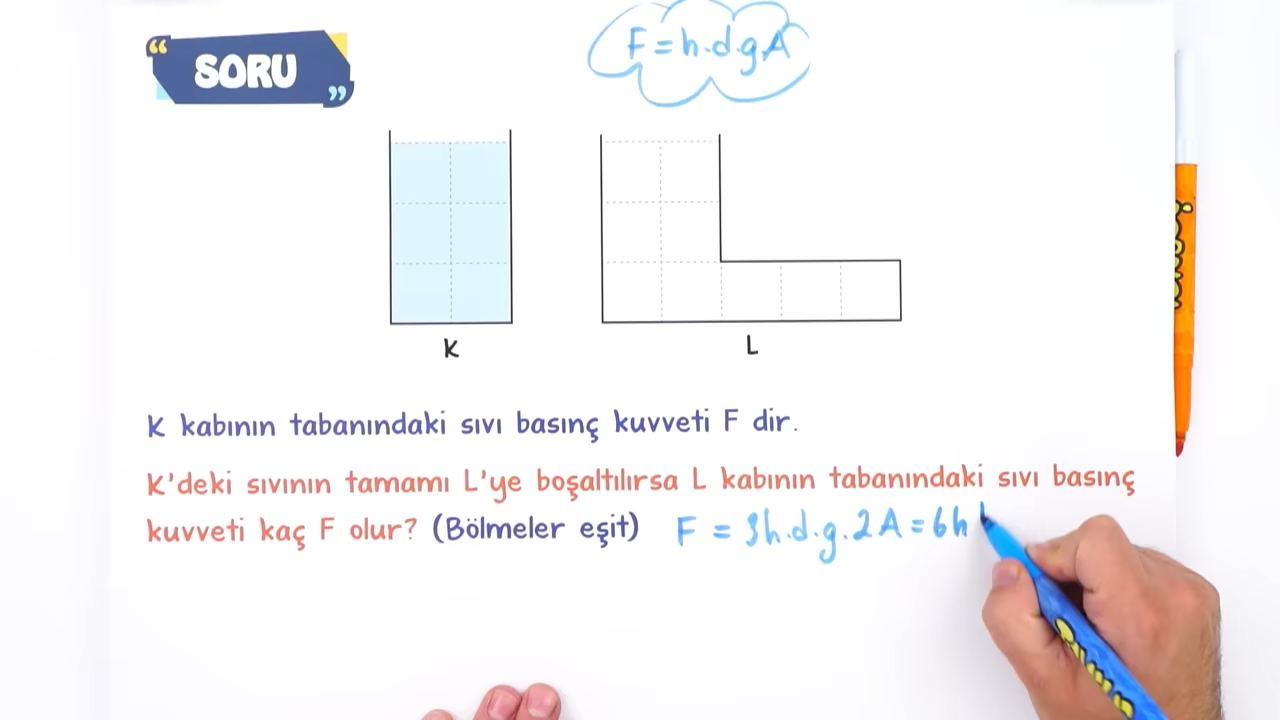 F = h.d.g A
“ SORU ”
K
L
K kabının tabanındaki sıvı basınç kuvveti F dir.
K'deki sıvının tamamı L'ye boşaltılırsa L kabının tabanındaki sıvı basınç
kuvveti kaç F olur? (Bölmeler eşit) F = 3h.d.g.2A = 6h